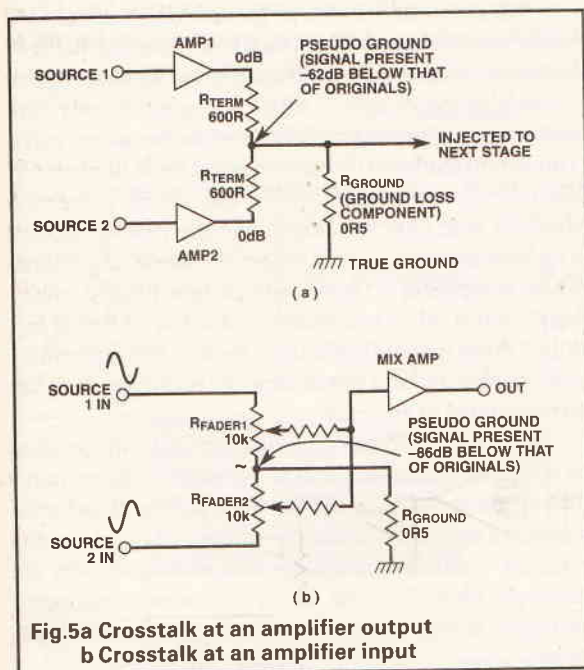 AMP1
0dB
SOURCE 1
PSEUDO GROUND
(SIGNAL PRESENT
–62dB BELOW THAT
OF ORIGINALS)
RTERM
600R
INJECTED TO
NEXT STAGE
RTERM
600R
RGROUND
(GROUND LOSS
COMPONENT)
0R5
SOURCE 2
0dB
AMP2
TRUE GROUND
(a)
MIX AMP
OUT
SOURCE
1 IN
RFADER1
10k
PSEUDO GROUND
(SIGNAL PRESENT
–86dB BELOW THAT
OF ORIGINALS)
~
RFADER2
10k
RGROUND
0R5
SOURCE
2 IN
(b)
Fig.5a Crosstalk at an amplifier output
b Crosstalk at an amplifier input